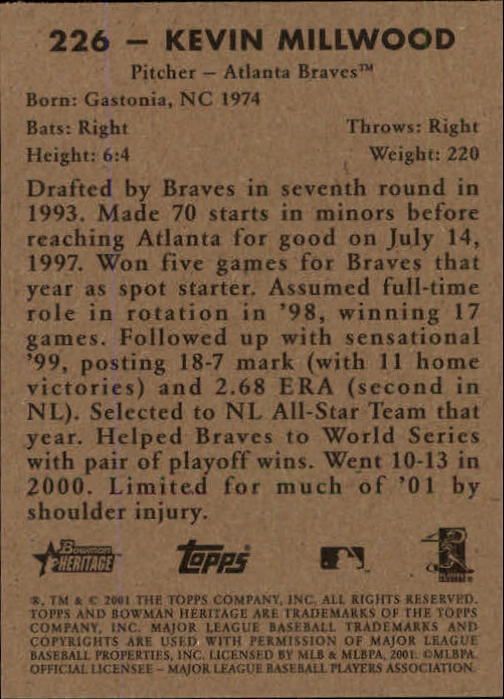 226 – KEVIN MILLWOOD
Pitcher – Atlanta Braves™
Born: Gastonia, NC 1974
Bats: Right Throws: Right
Height: 6:4 Weight: 220
Drafted by Braves in seventh round in
1993. Made 70 starts in minors before
reaching Atlanta for good on July 14,
1997. Won five games for Braves that
year as spot starter. Assumed full-time
role in rotation in '98, winning 17
games. Followed up with sensational
'99, posting 18-7 mark (with 11 home
victories) and 2.68 ERA (second in
NL). Selected to NL All-Star Team that
year. Helped Braves to World Series
with pair of playoff wins. Went 10-13 in
2000. Limited for much of '01 by
shoulder injury.
Bowman
HERITAGE
TOPPS
®, TM & © 2001 THE TOPPS COMPANY, INC. ALL RIGHTS RESERVED.
TOPPS AND BOWMAN HERITAGE ARE TRADEMARKS OF THE TOPPS
COMPANY, INC. MAJOR LEAGUE BASEBALL TRADEMARKS AND
COPYRIGHTS ARE USED WITH PERMISSION OF MAJOR LEAGUE
BASEBALL PROPERTIES, INC. LICENSED BY MLB & MLBPA, 2001. ©MLBPA
OFFICIAL LICENSEE – MAJOR LEAGUE BASEBALL PLAYERS ASSOCIATION.